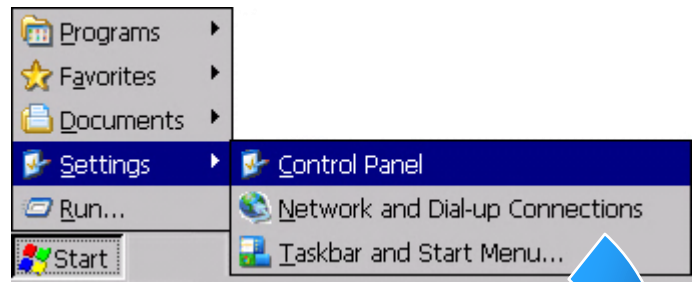 Programs
Favorites
Documents
Settings
Run...
Start
Control Panel
Network and Dial-up Connections
Taskbar and Start Menu...